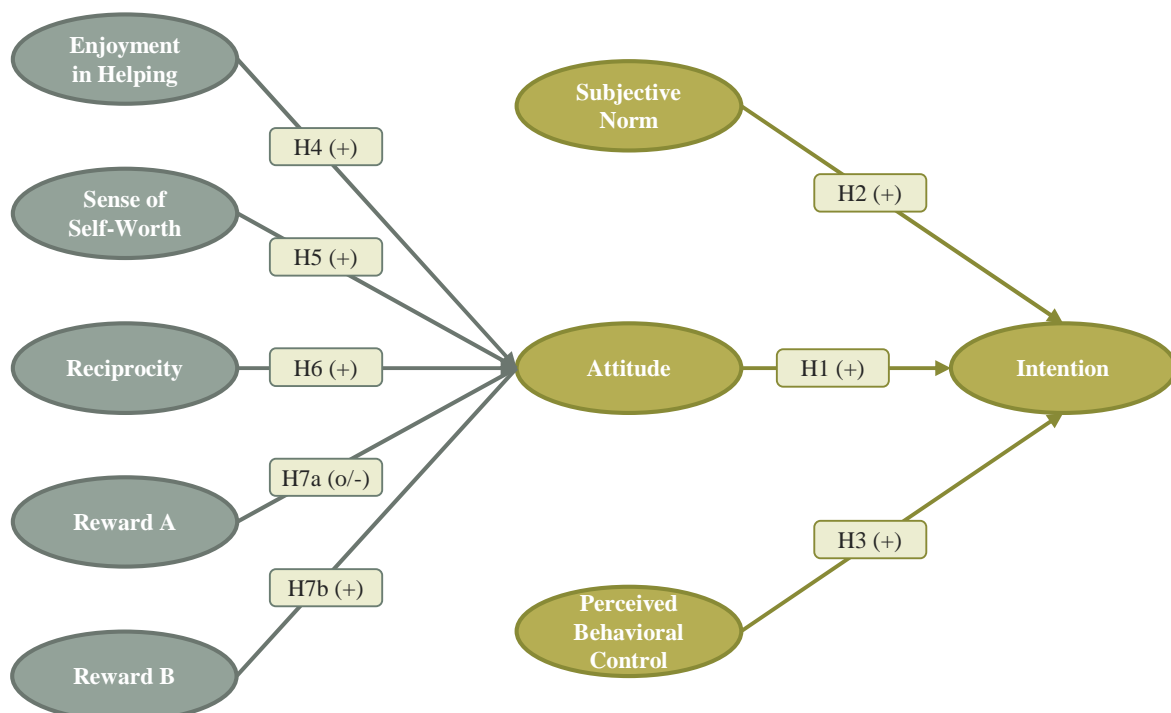 Enjoyment
in Helping
Subjective
Norm
H4 (+)
Sense of
Self-Worth
H2 (+)
H5 (+)
Reciprocity
H6 (+)
Attitude
H1 (+)
Intention
H7a (o/-)
Reward A
H3 (+)
H7b (+)
Perceived
Behavioral
Control
Reward B